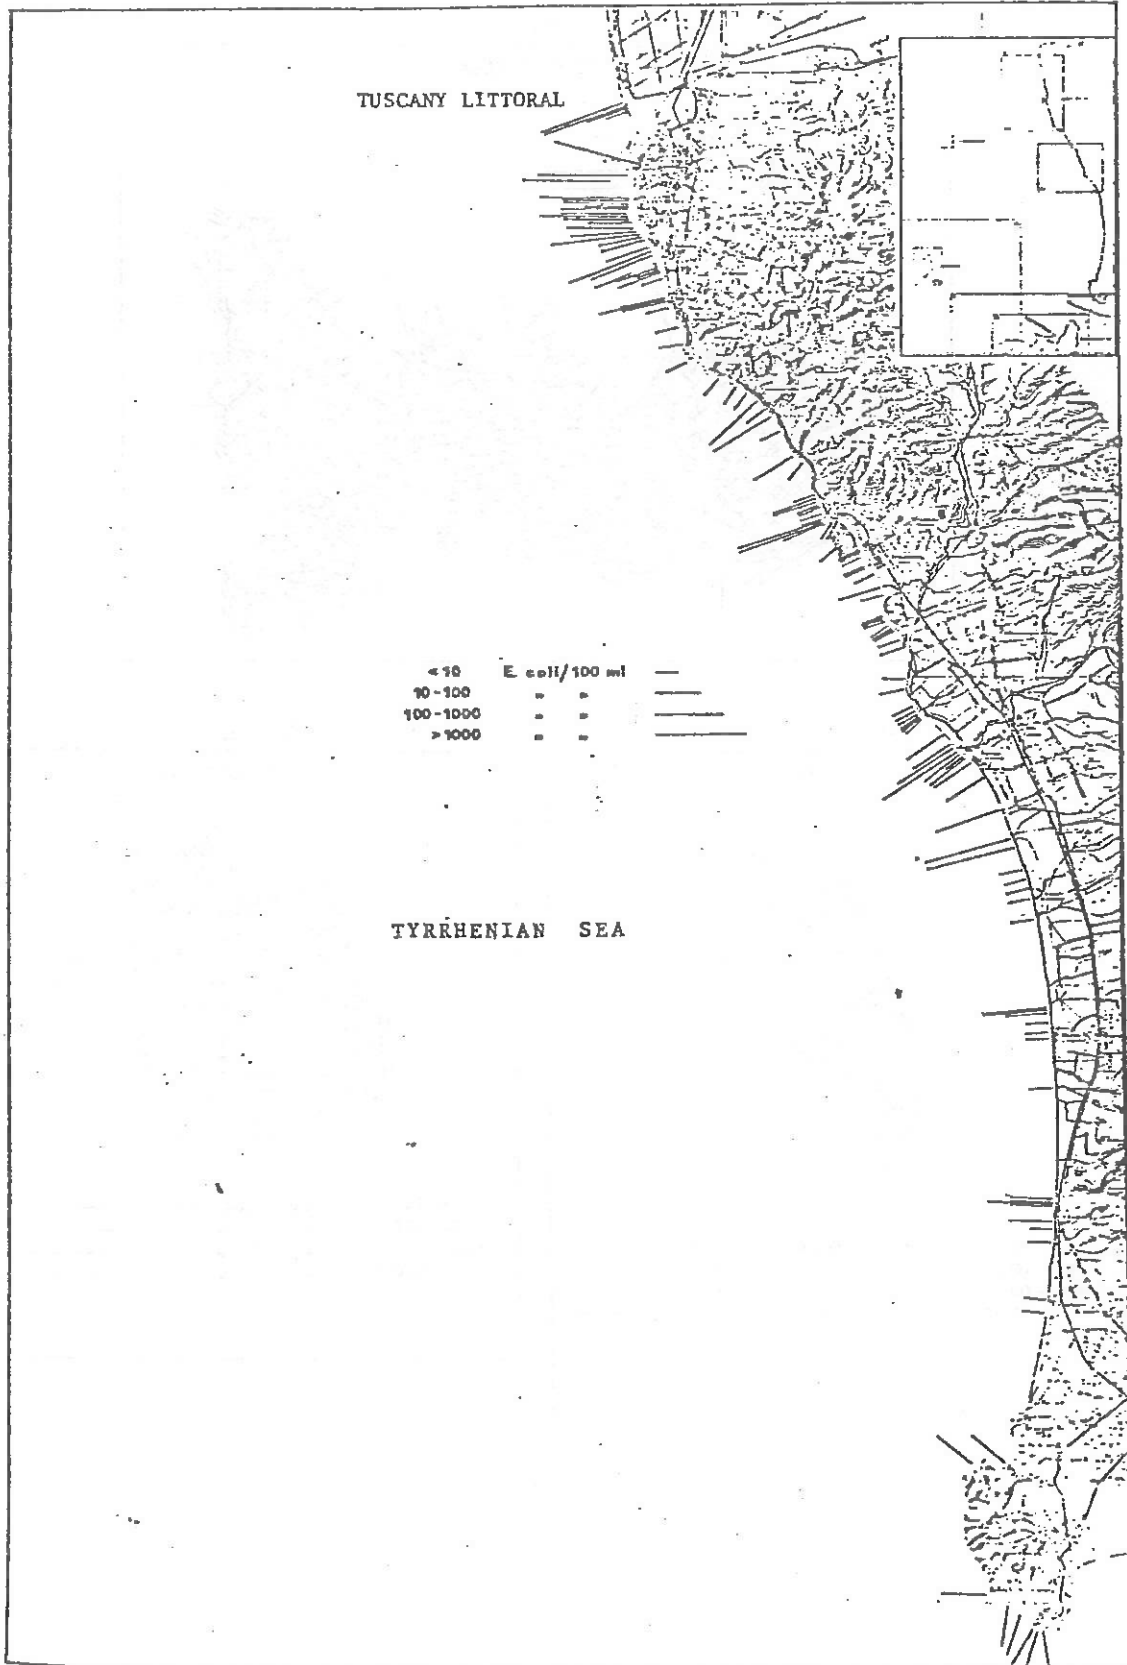 TUSCANY LITTORAL
<10 E coli/100 ml
10-100 " "
100-1000 " "
>1000 " "
TYRRHENIAN SEA